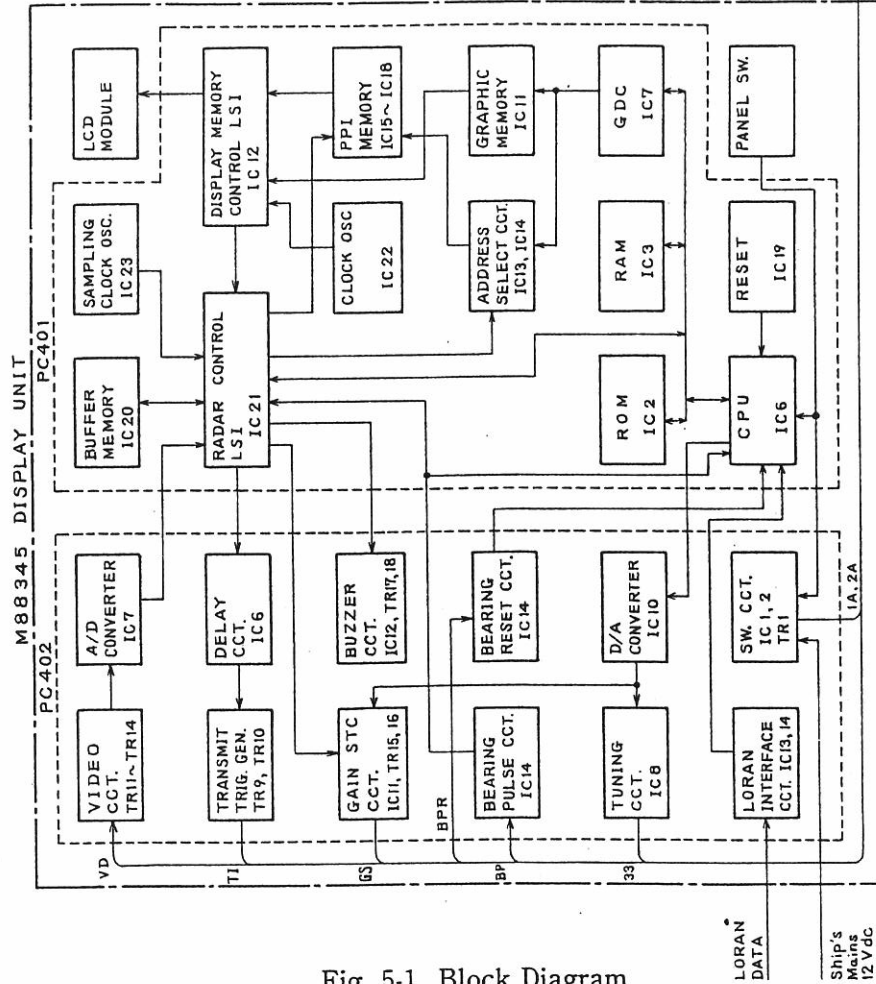 M88345 DISPLAY UNIT
PC402
PC401
VIDEO
CCT.
TR11~TR14
A/D
CONVERTER
IC7
BUFFER
MEMORY
IC20
SAMPLING
CLOCK OSC.
IC23
LCD
MODULE
TRANSMIT
TRIG. GEN.
TR9, TR10
DELAY
CCT.
IC6
RADAR CONTROL
LSI
IC21
DISPLAY MEMORY
CONTROL LSI
IC12
GAIN STC
CCT.
IC11, TR15, 16
BUZZER
CCT.
IC12, TR17, 18
CLOCK OSC
IC22
PPI
MEMORY
IC15~IC18
BEARING
PULSE CCT.
IC14
BEARING
RESET CCT.
IC14
ADDRESS
SELECT CCT.
IC13, IC14
GRAPHIC
MEMORY
IC11
TUNING
CCT.
IC8
D/A
CONVERTER
IC10
ROM
IC2
RAM
IC3
GDC
IC7
LORAN
INTERFACE
CCT. IC13, 14
SW. CCT.
IC1, 2
TR1
CPU
IC6
RESET
IC19
PANEL SW.
VD
TI
GS
BPR
BP
33
1A, 2A
LORAN
DATA
Ship's
Mains
12Vdc
Fig. 5-1 Block Diagram